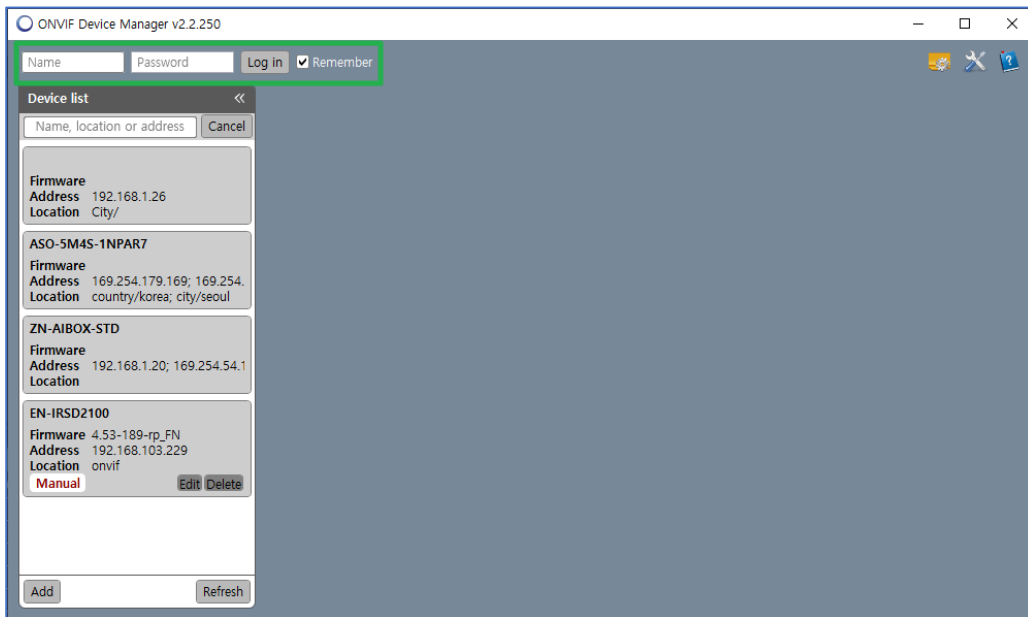 ONVIF Device Manager v2.2.250
Name Password Log in Remember
Device list
Name, location or address Cancel
Firmware
Address 192.168.1.26
Location City/
ASO-5M4S-1NPAR7
Firmware
Address 169.254.179.169; 169.254.
Location country/korea; city/seoul
ZN-AIBOX-STD
Firmware
Address 192.168.1.20; 169.254.54.1
Location
EN-IRSD2100
Firmware 4.53-189-rp_FN
Address 192.168.103.229
Location onvif
Manual Edit Delete
Add Refresh